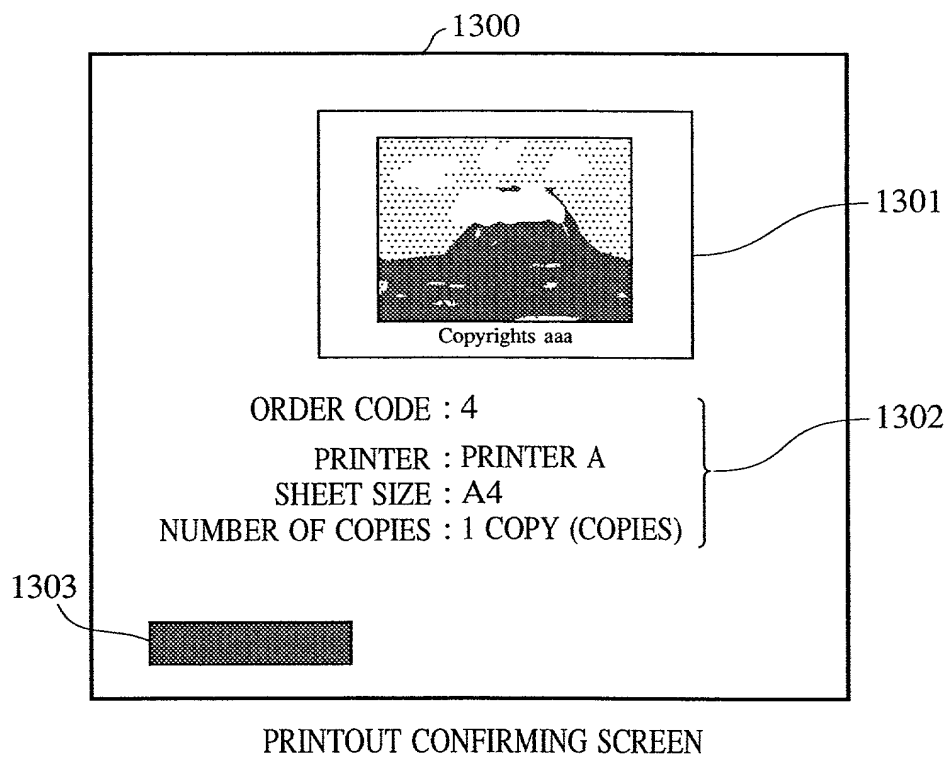 1300
1301
Copyrights aaa
ORDER CODE : 4
1302
PRINTER : PRINTER A
SHEET SIZE : A4
NUMBER OF COPIES : 1 COPY (COPIES)
1303
PRINTOUT CONFIRMING SCREEN